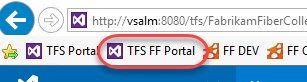 http://vsalm:8080/tfs/FabrikamFiberColle
TFS Portal TFS FF Portal FF DEV FF